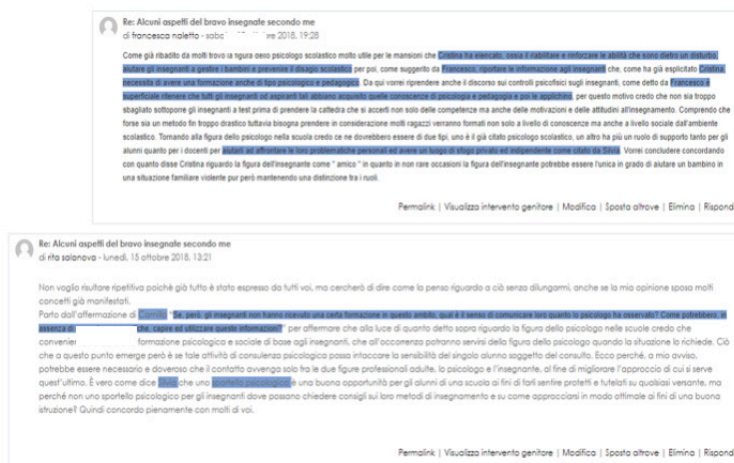 Re: Alcuni aspetti del bravo insegnate secondo me
di francesca naletto - sabato ottobre 2018, 19:28
Come già ribadito da molti trovo la figura dello psicologo scolastico molto utile per le mansioni che Cristina ha elencato, ossia il riabilitare e rinforzare le abilità che sono dietro un disturbo,
aiutare gli insegnanti a gestire i bambini e prevenire il disagio scolastico per poi, come suggerito da Francesco, riportare le informazione agli insegnanti che, come ha già esplicitato Cristina
necessita di avere una formazione anche di tipo psicologico e pedagogico. Da qui vorrei riprendere anche il discorso sui controlli psicofisici sugli insegnanti, come detto da Francesco è
superficiale ritenere che tutti gli insegnanti ed aspiranti tali abbiano acquisito quelle conoscenze di psicologia e pedagogia e poi le applichino, per questo motivo credo che non sia troppo
sbagliato sottoporre gli insegnanti a test prima di prendere la cattedra che si accerti non solo delle competenze ma anche delle motivazioni e delle attitudini all'insegnamento. Comprendo che
forse sia un metodo fin troppo drastico tuttavia bisogna prendere in considerazione molti ragazzi verranno formati non solo a livello di conoscenze ma anche a livello sociale dall'ambiente
scolastico. Tornando alla figura dello psicologo nella scuola credo ce ne dovrebbero essere di due tipi, uno è il già citato psicologo scolastico, un altro ha più un ruolo di supporto tanto per gli
alunni quanto per i docenti per aiutarli ad affrontare le loro problematiche personali ed avere un luogo di sfogo privato ed indipendente come citato da Silvia. Vorrei concludere concordando
con quanto disse Cristina riguardo la figura dell'insegnante come " amico " in quanto in non rare occasioni la figura dell'insegnante potrebbe essere l'unica in grado di aiutare un bambino in
una situazione familiare violente pur però mantenendo una distinzione tra i ruoli.
Permalink | Visualizza intervento genitore | Modifica | Sposta altrove | Elimina | Rispond
Re: Alcuni aspetti del bravo insegnate secondo me
di rita salanova - lunedì, 15 ottobre 2018, 13:21
Non voglio risultare ripetitiva poichè già tutto è stato espresso da tutti voi, ma cercherò di dire come la penso riguardo a ciò senza dilungarmi, anche se la mia opinione sposa molti
concetti già manifestati.
Parto dall'affermazione di Camilla "Se, però, gli insegnanti non hanno ricevuto una certa formazione in questo ambito, qual è il senso di comunicare loro quanto lo psicologo ha osservato? Come potrebbero, in
assenza di che, capire ed utilizzare queste informazioni?" per affermare che alla luce di quanto detto sopra riguardo la figura dello psicologo nelle scuole credo che
convenien formazione psicologica e sociale di base agli insegnanti, che all'occorrenza potranno servirsi della figura dello psicologo quando la situazione lo richiede. Ciò
che a questo punto emerge però è se tale attività di consulenza psicologica possa intaccare la sensibilità del singolo alunno soggetto del consulto. Ecco perché, a mio avviso,
potrebbe essere necessario e doveroso che il contatto avvenga solo fra le due figure professionali adulte, lo psicologo e l'insegnante, al fine di migliorare l'approccio di cui si serve
quest'ultimo. È vero come dice Silvia che uno sportello psicologico è una buona opportunità per gli alunni di una scuola ai fini di farli sentire protetti e tutelati su qualsiasi versante, ma
perché non uno sportello psicologico per gli insegnanti dove possano chiedere consigli sui loro metodi di insegnamento e su come approcciarsi in modo ottimale ai fini di una buona
istruzione? Quindi concordo pienamente con molti di voi.
Permalink | Visualizza intervento genitore | Modifica | Sposta altrove | Elimina | Rispond